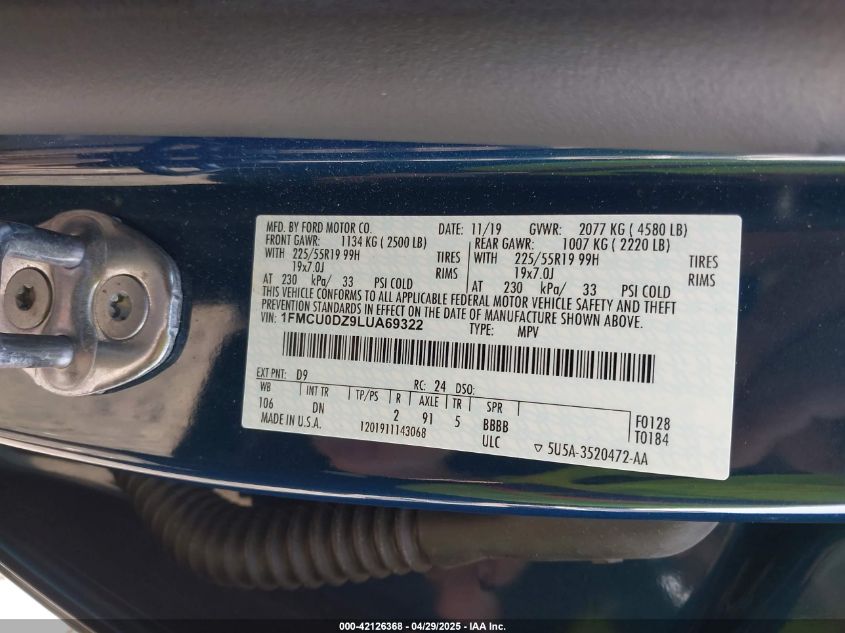 MFD. BY FORD MOTOR CO. DATE: 11/19 GVWR: 2077 KG ( 4580 LB)
FRONT GAWR: 1134 KG ( 2500 LB) REAR GAWR: 1007 KG ( 2220 LB)
WITH 225/55R19 99H TIRES WITH 225/55R19 99H TIRES
19x7.0J RIMS 19x7.0J RIMS
AT 230 kPa/ 33 PSI COLD AT 230 kPa/ 33 PSI COLD
THIS VEHICLE CONFORMS TO ALL APPLICABLE FEDERAL MOTOR VEHICLE SAFETY AND THEFT
PREVENTION STANDARDS IN EFFECT ON THE DATE OF MANUFACTURE SHOWN ABOVE.
VIN: 1FMCU0DZ9LUA69322 TYPE: MPV
EXT PNT: D9 RC: 24 DSO:
WB INT TR TP/PS R AXLE TR SPR
106 DN 2 91 5 BBBB F0128
MADE IN U.S.A. 1201911143068 ULC T0184
5U5A-3520472-AA
000-42126368 | 04/29/2025 | IAA Inc.